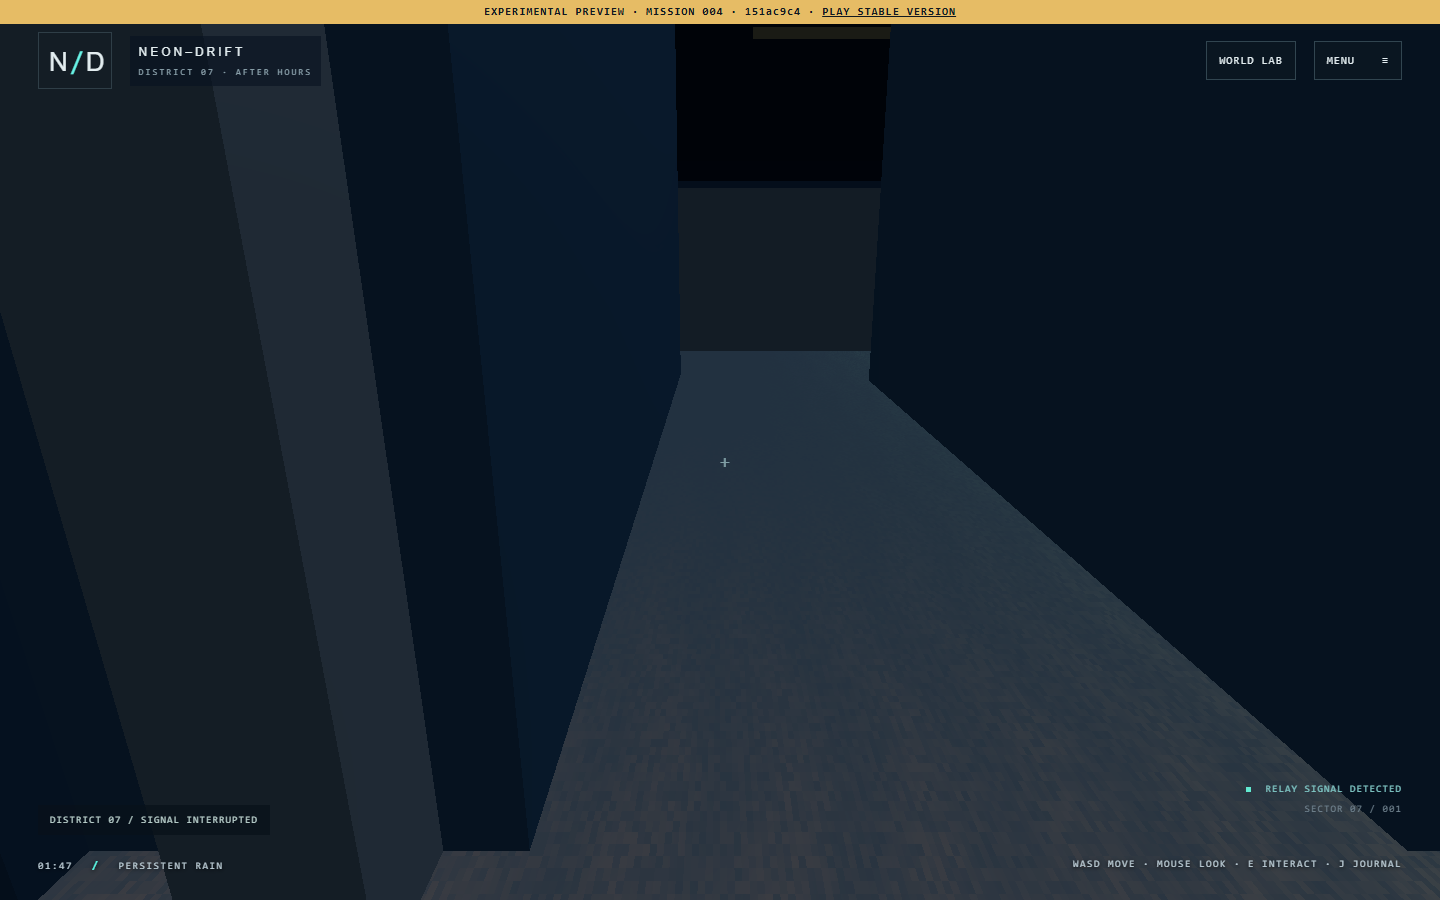 EXPERIMENTAL PREVIEW · MISSION 004 · 151ac9c4 · PLAY STABLE VERSION
N/D
NEON—DRIFT
DISTRICT 07 · AFTER HOURS
WORLD LAB
MENU ≡
RELAY SIGNAL DETECTED
SECTOR 07 / 001
DISTRICT 07 / SIGNAL INTERRUPTED
01:47 / PERSISTENT RAIN
WASD MOVE · MOUSE LOOK · E INTERACT · J JOURNAL